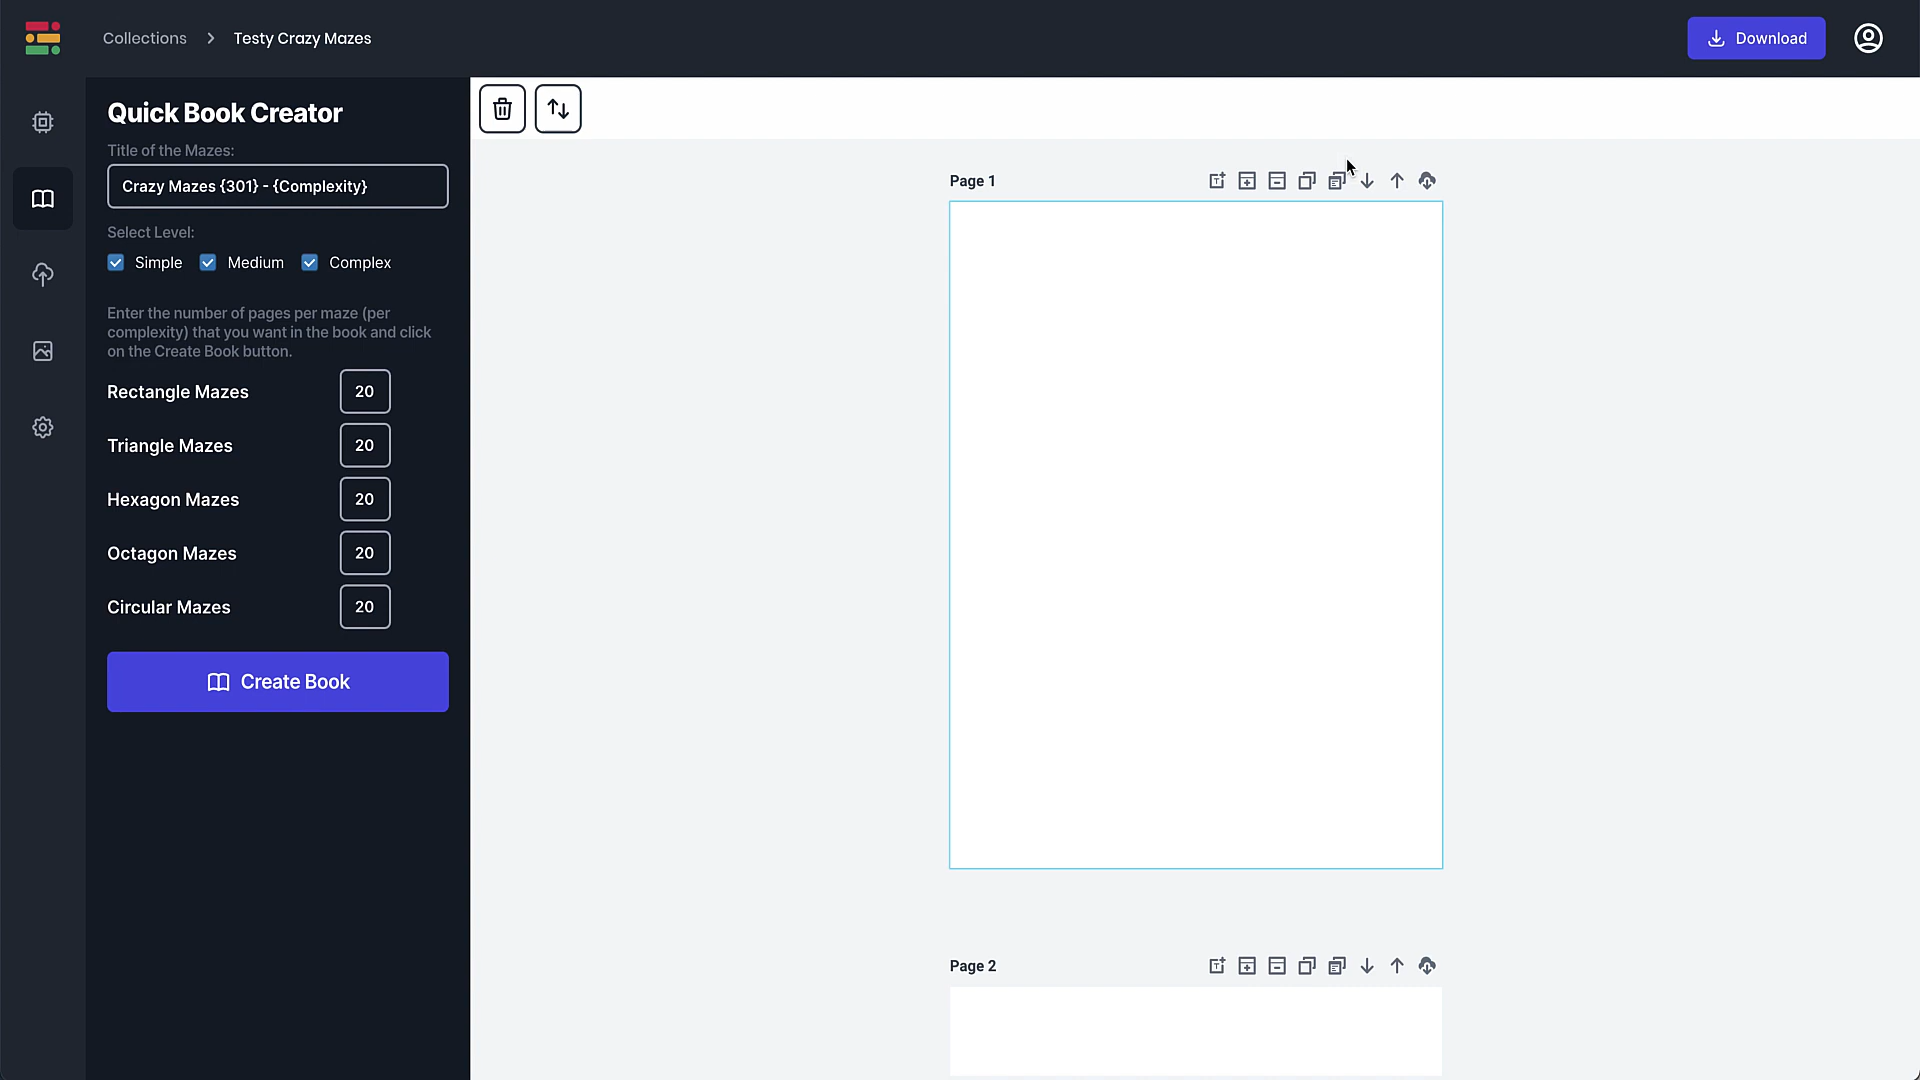 Collections > Testy Crazy Mazes
Download
Quick Book Creator
Title of the Mazes:
Crazy Mazes {301} - {Complexity}
Select Level:
Simple Medium Complex
Enter the number of pages per maze (per
complexity) that you want in the book and click
on the Create Book button.
Rectangle Mazes 20
Triangle Mazes 20
Hexagon Mazes 20
Octagon Mazes 20
Circular Mazes 20
Create Book
Page 1
Page 2